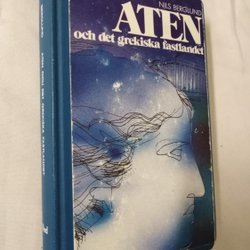 NILS BERGLUND
ATEN
och det grekiska fastlandet